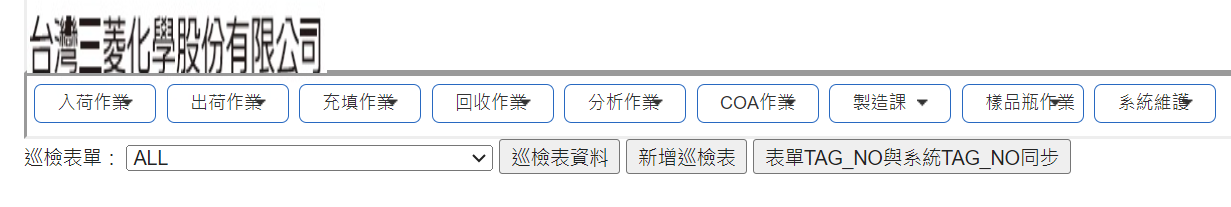 台灣三菱化學股份有限公司
入荷作業 出荷作業 充填作業 回收作業 分析作業 COA作業 製造課 樣品瓶作業 系統維護
巡檢表單： ALL 巡檢表資料 新增巡檢表 表單TAG_NO與系統TAG_NO同步